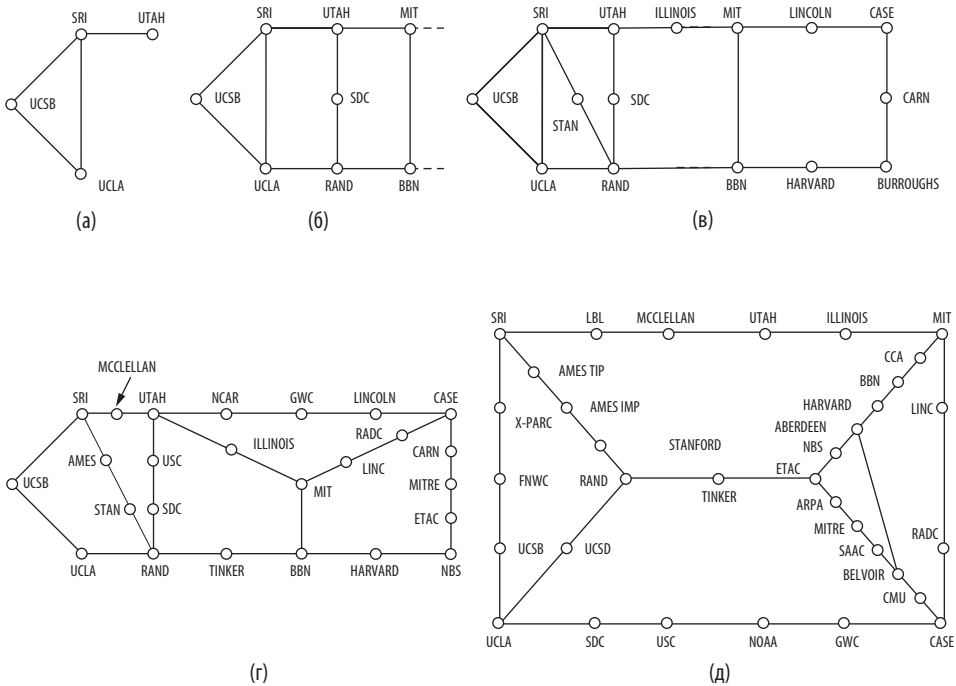 SRI UTAH
UCSB
UCLA
(а)
SRI UTAH MIT
UCSB SDC
UCLA RAND BBN
(б)
SRI UTAH ILLINOIS MIT LINCOLN CASE
UCSB SDC CARN
STAN
UCLA RAND BBN HARVARD BURROUGHS
(в)
MCCLELLAN
SRI UTAH NCAR GWC LINCOLN CASE
RADC
ILLINOIS CARN
AMES USC LINC
UCSB MIT MITRE
STAN SDC ETAC
UCLA RAND TINKER BBN HARVARD NBS
(г)
SRI LBL MCCLELLAN UTAH ILLINOIS MIT
CCA
AMES TIP BBN
X-PARC AMES IMP HARVARD LINC
ABERDEEN
STANFORD NBS
FNWC RAND ETAC
TINKER
ARPA
MITRE
UCSB UCSD SAAC RADC
BELVOIR
CMU
UCLA SDC USC NOAA GWC CASE
(д)